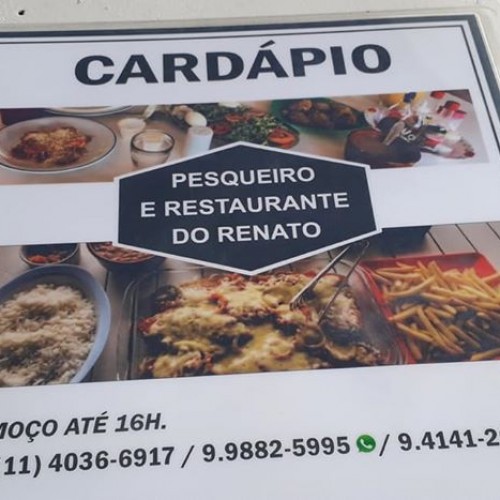 CARDÁPIO
PESQUEIRO
E RESTAURANTE
DO RENATO
MOÇO ATÉ 16H.
11) 4036-6917 / 9.9882-5995 / 9.4141-2